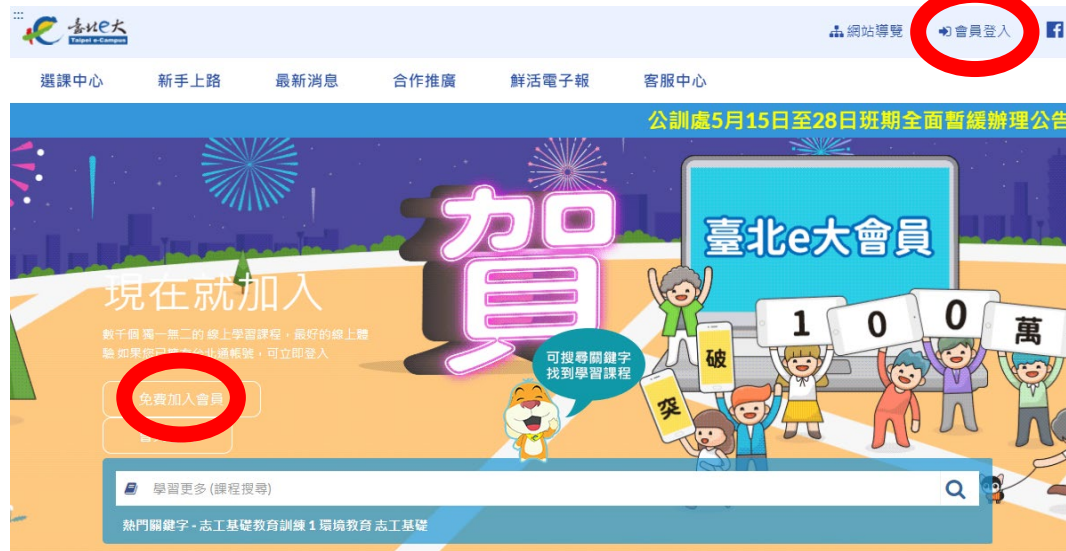 臺北e大
Taipei e-Campus
網站導覽
會員登入
選課中心 新手上路 最新消息 合作推廣 鮮活電子報 客服中心
公訓處5月15日至28日班期全面暫緩辦理公告
賀
臺北e大會員
突破100萬
現在就加入
數千個 獨一無二的 線上學習課程，最好的線上體
驗 如果您已擁有台北通帳號，可立即登入
可搜尋關鍵字
找到學習課程
免費加入會員
學習更多 (課程搜尋)
熱門關鍵字 - 志工基礎教育訓練 1 環境教育 志工基礎